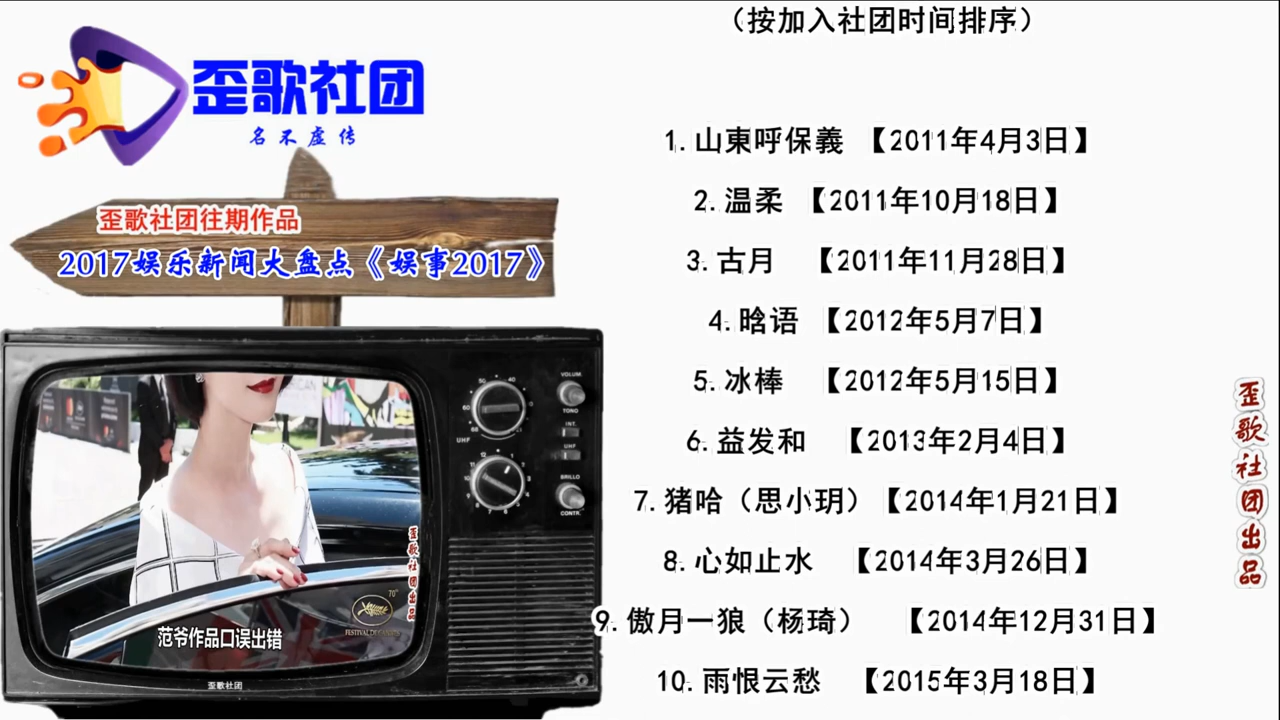 （按加入社团时间排序）
歪歌社团
名不虚传
歪歌社团往期作品
2017娱乐新闻大盘点《娱事2017》
1.山東呼保義 【2011年4月3日】
2.温柔 【2011年10月18日】
3.古月 【2011年11月28日】
4.晗语 【2012年5月7日】
5.冰棒 【2012年5月15日】
6.益发和 【2013年2月4日】
7.猪哈（思小玥）【2014年1月21日】
8.心如止水 【2014年3月26日】
9.傲月一狼（杨琦） 【2014年12月31日】
10.雨恨云愁 【2015年3月18日】
歪歌社团出品
VOLUM.
TONO
INT.
UHF
UHF
BRILLO
CONTR.
歪歌社团出品
70
范爷作品口误出错
歪歌社团